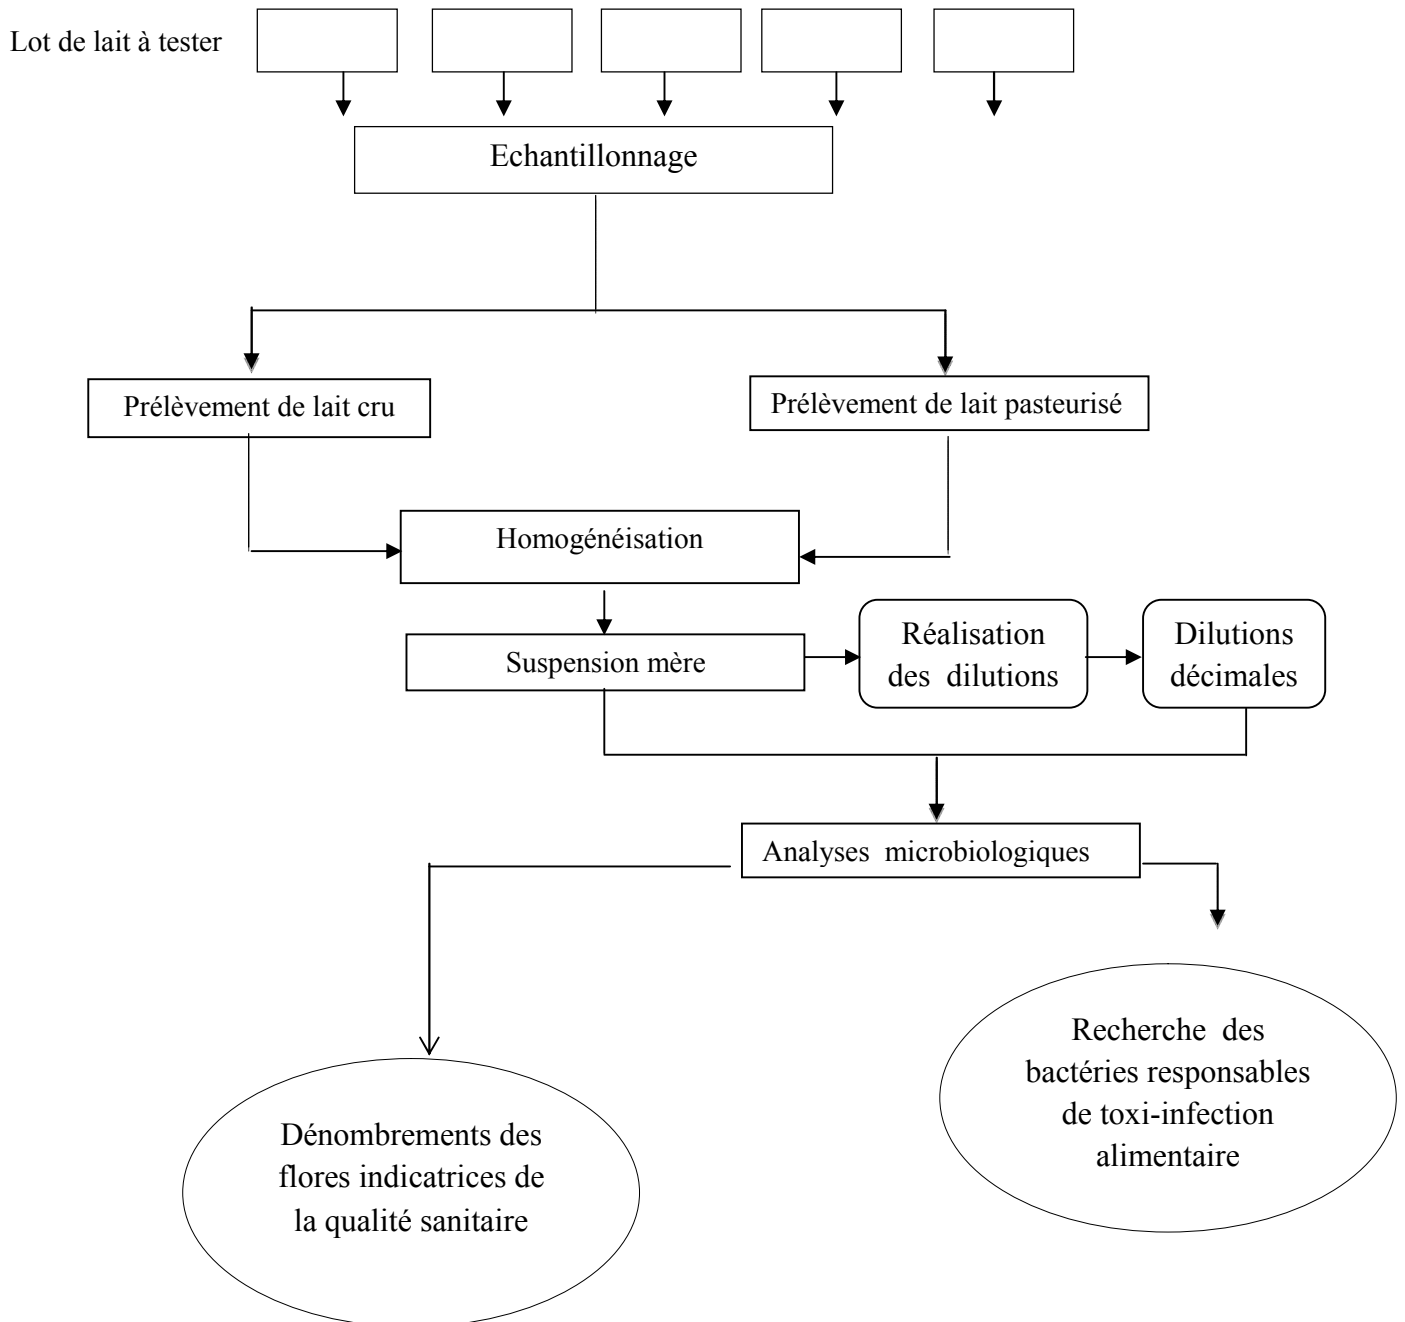 Lot de lait à tester
Echantillonnage
Prélèvement de lait cru
Prélèvement de lait pasteurisé
Homogénéisation
Suspension mère
Réalisation
des dilutions
Dilutions
décimales
Analyses microbiologiques
Recherche des
bactéries responsables
de toxi-infection
alimentaire
Dénombrements des
flores indicatrices de
la qualité sanitaire